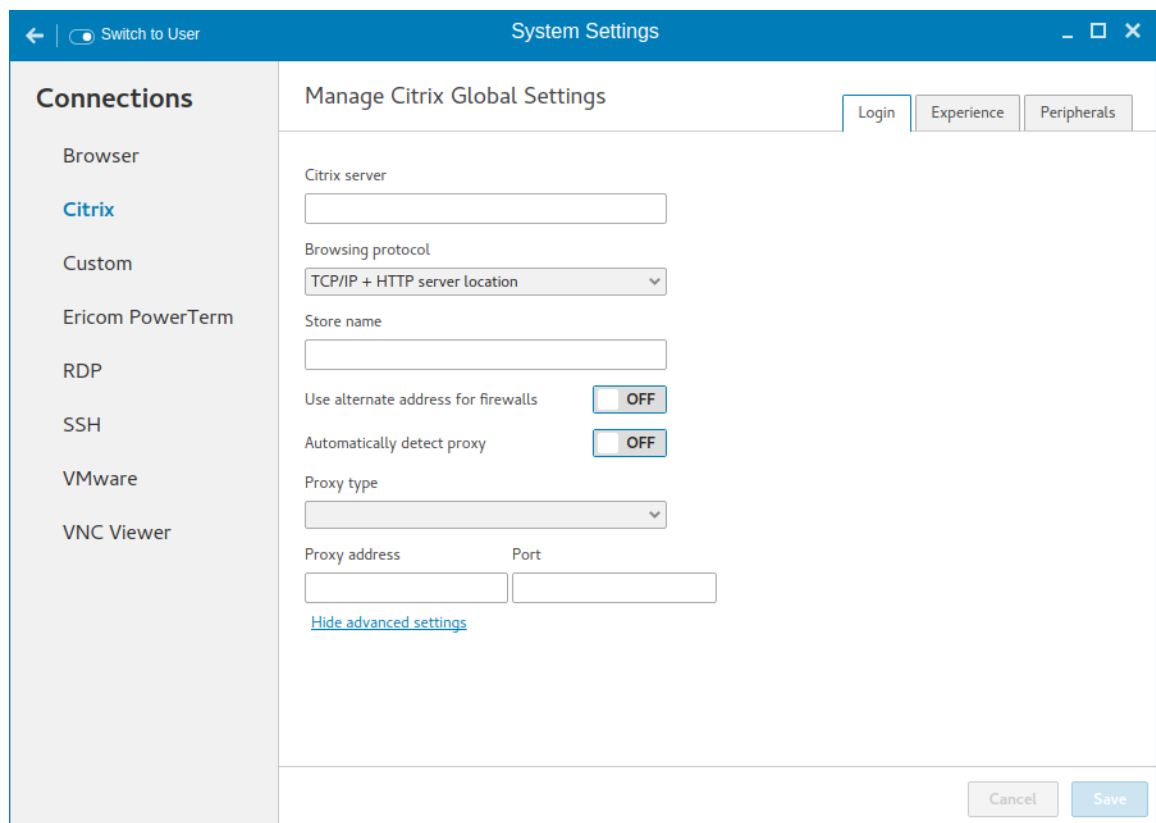 Switch to User
System Settings
Connections
Browser
Citrix
Custom
Ericom PowerTerm
RDP
SSH
VMware
VNC Viewer
Manage Citrix Global Settings
Login Experience Peripherals
Citrix server
Browsing protocol
TCP/IP + HTTP server location
Store name
Use alternate address for firewalls OFF
Automatically detect proxy OFF
Proxy type
Proxy address Port
Hide advanced settings
Cancel Save